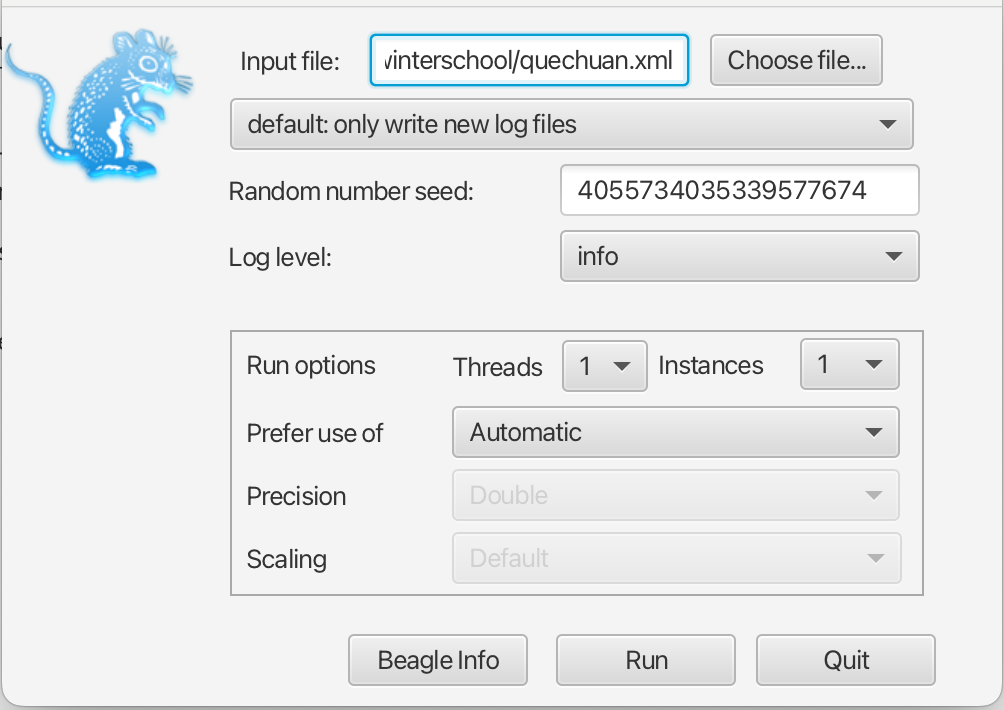 Input file: winterschool/quechuan.xml Choose file...
default: only write new log files
Random number seed: 4055734035339577674
Log level: info
Run options Threads 1 Instances 1
Prefer use of Automatic
Precision Double
Scaling Default
Beagle Info Run Quit